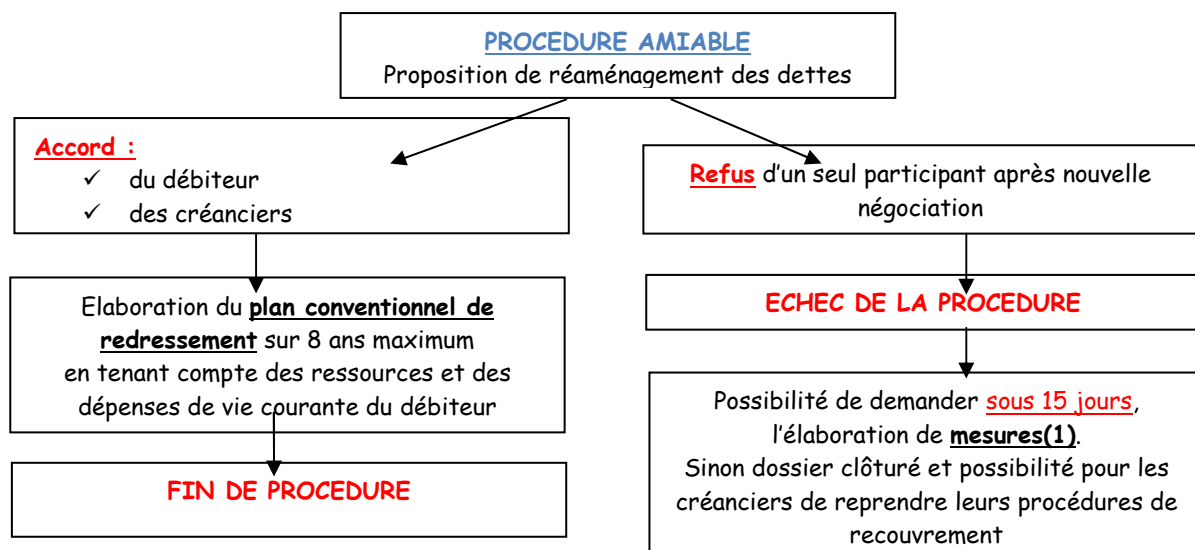 PROCEDURE AMIABLE
Proposition de réaménagement des dettes
Accord :
✓ du débiteur
✓ des créanciers
Refus d'un seul participant après nouvelle
négociation
Elaboration du plan conventionnel de
redressement sur 8 ans maximum
en tenant compte des ressources et des
dépenses de vie courante du débiteur
FIN DE PROCEDURE
ECHEC DE LA PROCEDURE
Possibilité de demander sous 15 jours,
l'élaboration de mesures(1).
Sinon dossier clôturé et possibilité pour les
créanciers de reprendre leurs procédures de
recouvrement